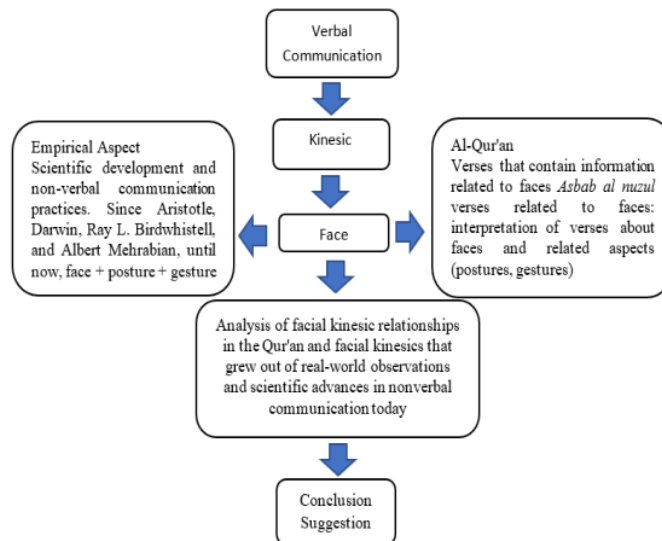 Verbal
Communication
Kinesic
Empirical Aspect
Scientific development and
non-verbal communication
practices. Since Aristotle,
Darwin, Ray L. Birdwhistell,
and Albert Mehrabian, until
now, face + posture + gesture
Face
Al-Qur'an
Verses that contain information
related to faces Asbab al nuzul
verses related to faces:
interpretation of verses about
faces and related aspects
(postures, gestures)
Analysis of facial kinesic relationships
in the Qur'an and facial kinesics that
grew out of real-world observations
and scientific advances in nonverbal
communication today
Conclusion
Suggestion